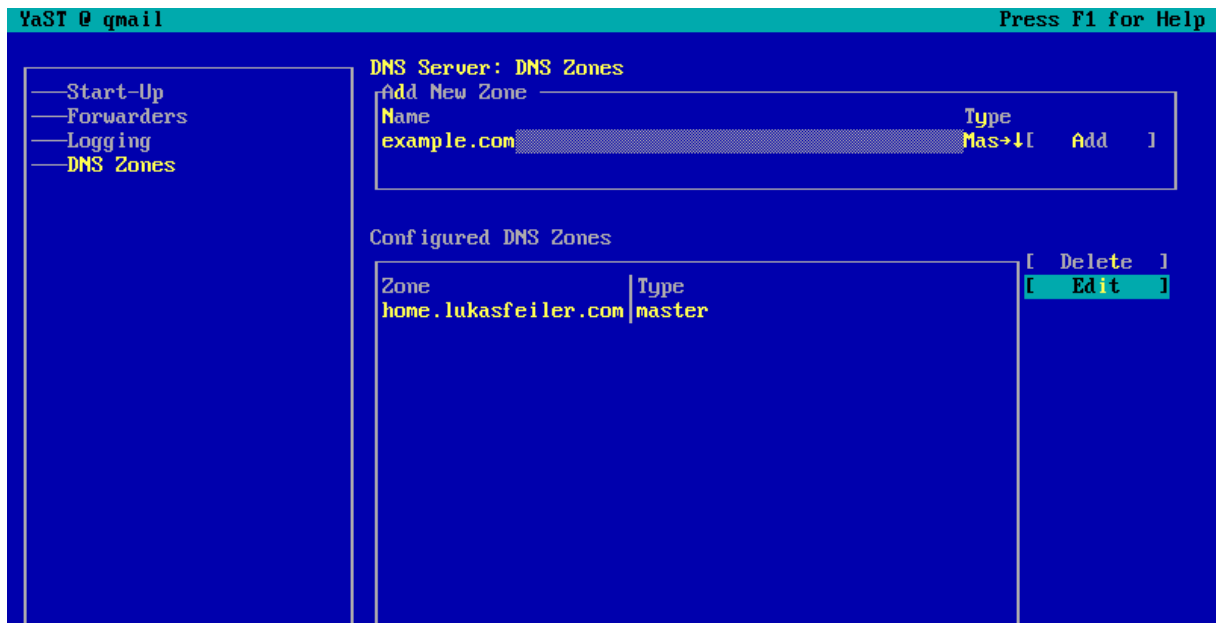 YaST @ qmail Press F1 for Help
DNS Server: DNS Zones
Start-Up
Forwarders
Logging
DNS Zones
Add New Zone
Name Type
example.com Mas→↓[ Add ]
Configured DNS Zones
[ Delete ]
[ Edit ]
Zone Type
home.lukasfeiler.com master